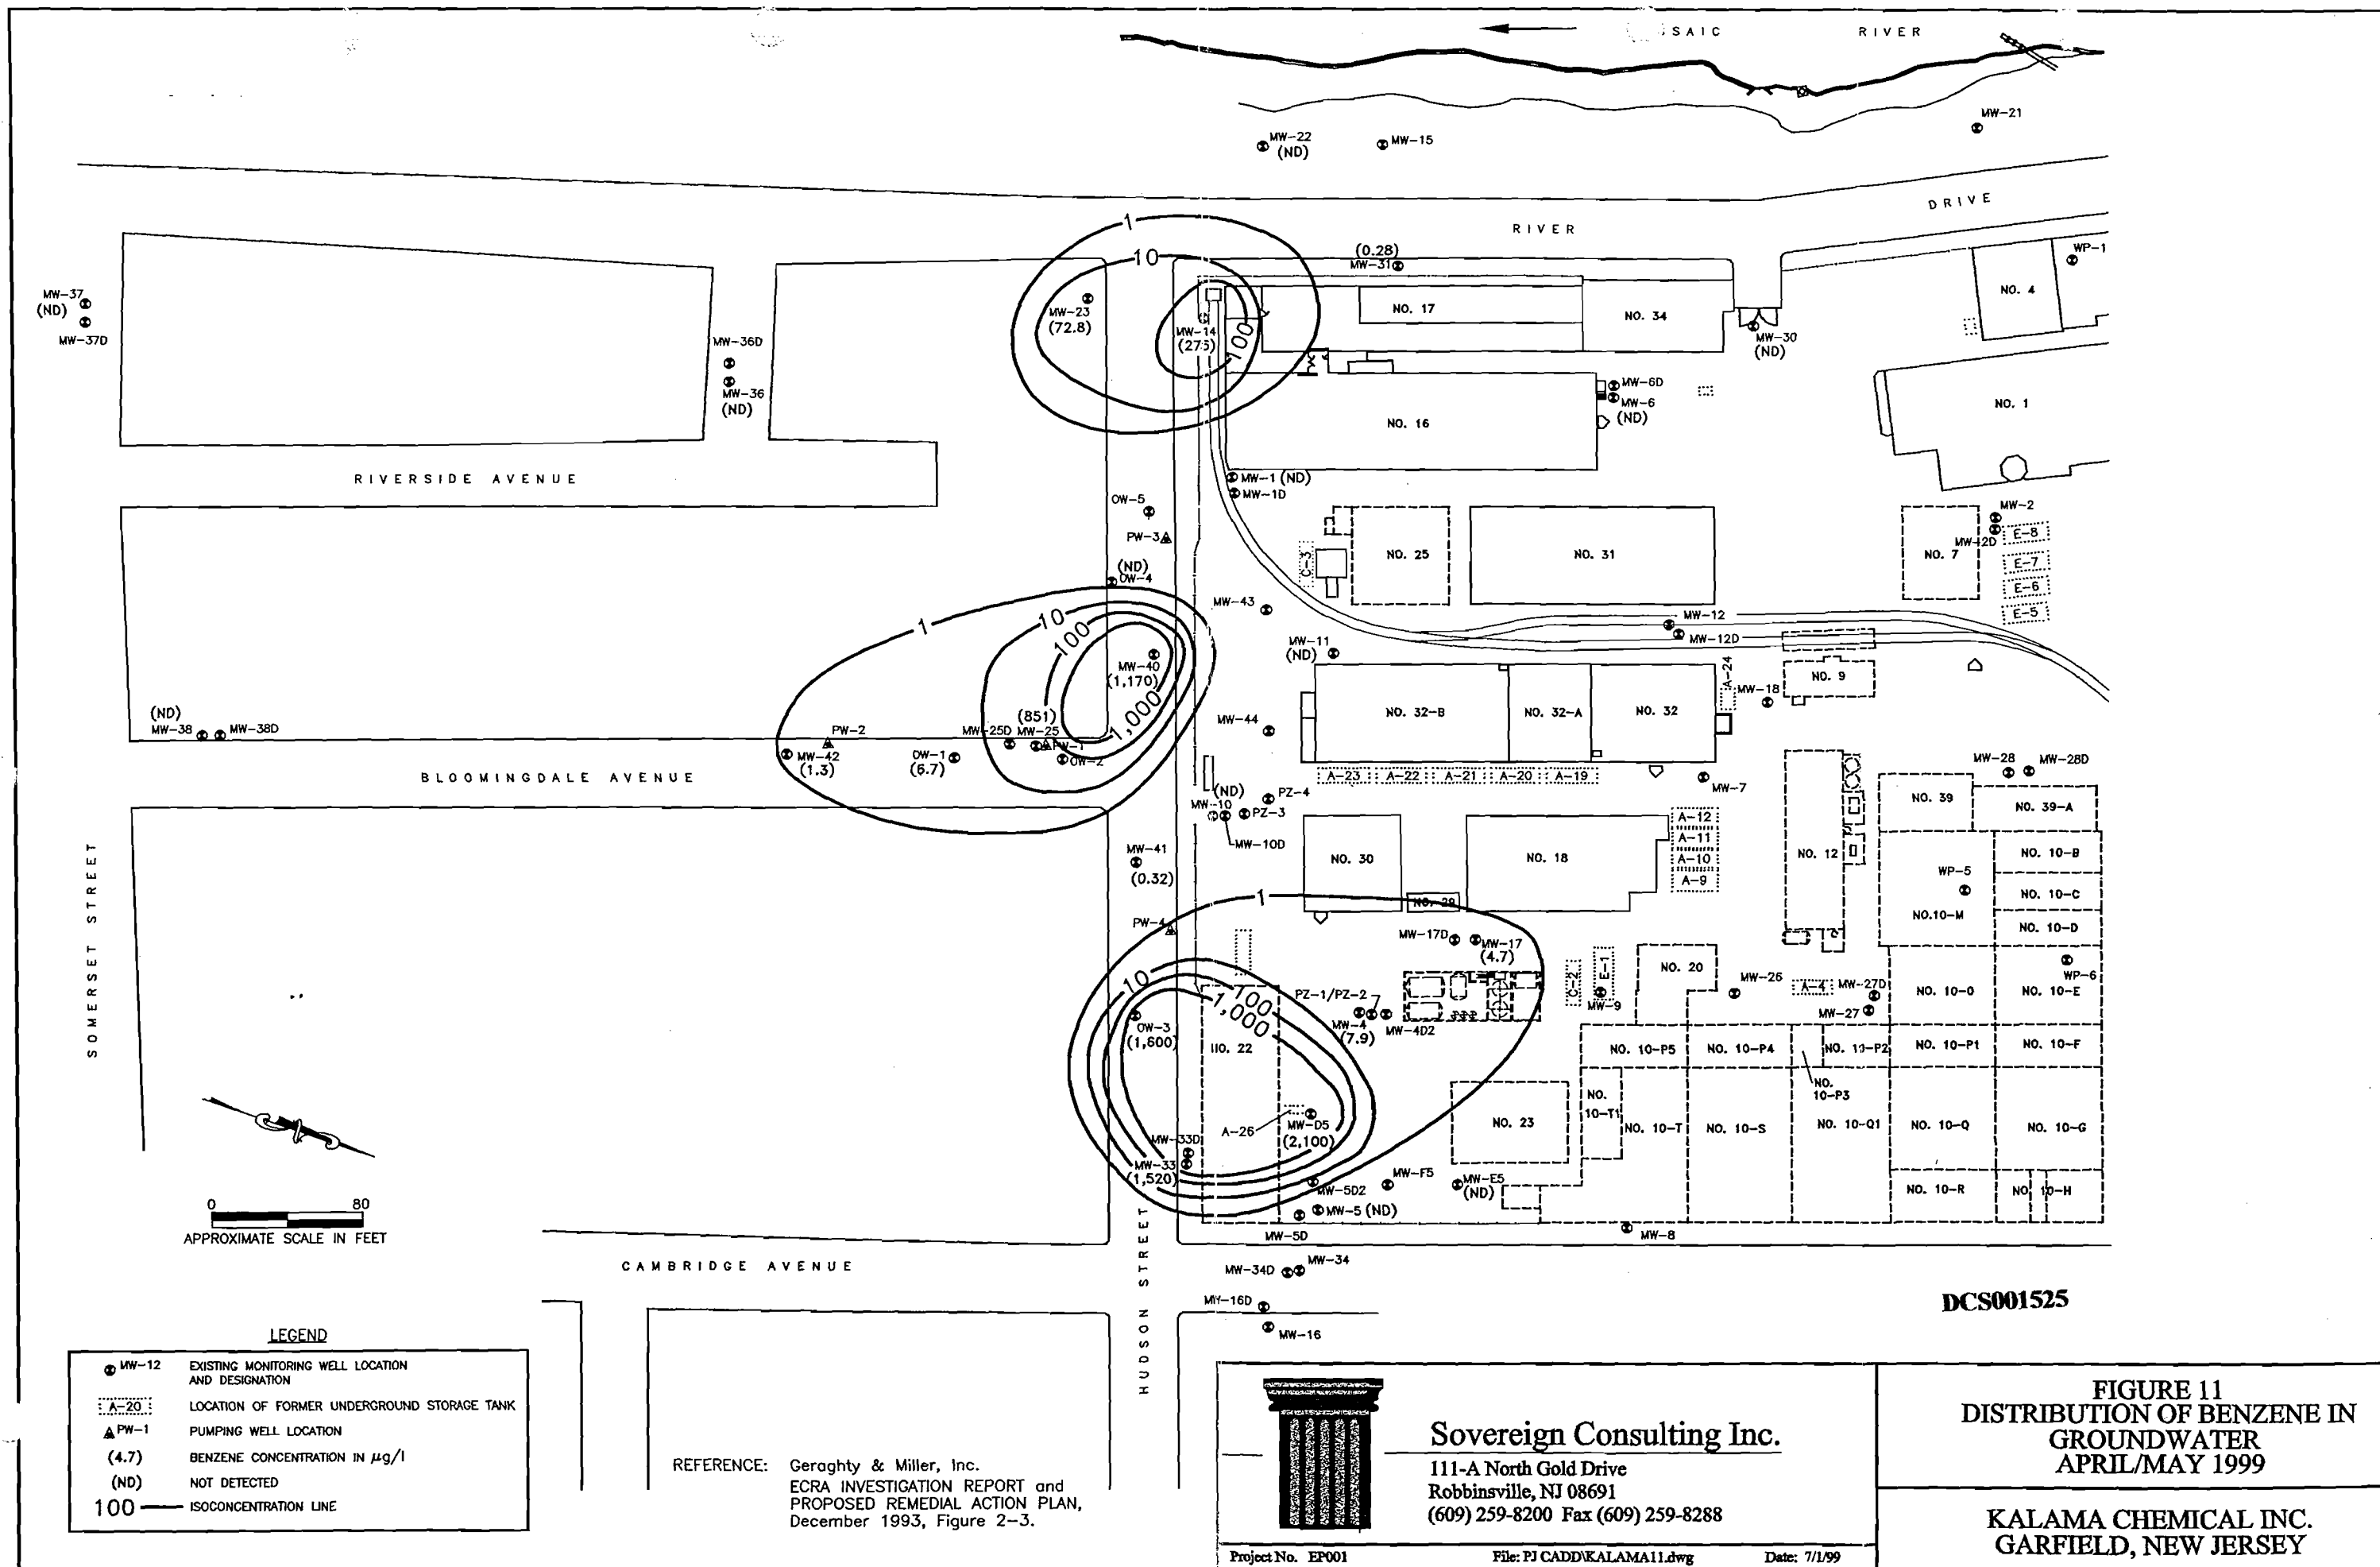 SAIC RIVER
MW-21
MW-22
(ND)
MW-15
DRIVE
RIVER
1
10
(0.28)
MW-31
WP-1
MW-37
(ND)
MW-37D
MW-23
(72.8)
MW-14
100
NO. 17
NO. 34
NO. 4
MW-30
(ND)
MW-36D
MW-36
(ND)
MW-6D
MW-6
(ND)
NO. 16
NO. 1
RIVERSIDE AVENUE
MW-1 (ND)
MW-1D
OW-5
PW-3
MW-2
MW-2D
E-8
E-7
E-6
E-5
C-3
NO. 25
NO. 31
NO. 7
(ND)
OW-4
MW-43
MW-12
MW-12D
1
10
100
1,000
MW-11
(ND)
MW-40
(1,170)
A-24
NO. 9
MW-18
(ND)
MW-38
MW-38D
(851)
MW-25D
MW-25
PW-1
OW-2
PW-2
MW-42
(1.3)
OW-1
(6.7)
MW-44
NO. 32-B
NO. 32-A
NO. 32
BLOOMINGDALE AVENUE
A-23
A-22
A-21
A-20
A-19
MW-7
MW-28
MW-28D
(ND)
MW-10
PZ-4
PZ-3
MW-10D
NO. 39
NO. 39-A
A-12
A-11
A-10
A-9
MW-41
(0.32)
NO. 30
NO. 18
NO. 12
NO. 10-B
WP-5
NO. 10-C
NO.10-M
NO. 10-D
SOMERSET STREET
1
NO. 29
PW-4
MW-17D
MW-17
(4.7)
10
100
1,000
C-2
E-1
MW-9
NO. 20
MW-26
A-4
MW-27D
MW-27
WP-6
NO. 10-O
NO. 10-E
OW-3
(1,600)
NO. 22
PZ-1/PZ-2
MW-4
(7.9)
MW-4D2
NO. 10-P5
NO. 10-P4
NO. 10-P2
NO. 10-P1
NO. 10-F
NO.
10-P3
A-26
MW-D5
(2,100)
NO. 23
NO.
10-T1
NO. 10-T
NO. 10-S
NO. 10-Q1
NO. 10-Q
NO. 10-G
MW-33D
MW-33
(1,520)
MW-5D2
MW-F5
MW-E5
(ND)
MW-5 (ND)
MW-5D
NO. 10-R
NO. 10-H
MW-8
0 80
APPROXIMATE SCALE IN FEET
CAMBRIDGE AVENUE
HUDSON STREET
MW-34D
MW-34
MW-16D
MW-16
DCS001525
LEGEND
MW-12 EXISTING MONITORING WELL LOCATION
AND DESIGNATION
A-20 LOCATION OF FORMER UNDERGROUND STORAGE TANK
PW-1 PUMPING WELL LOCATION
(4.7) BENZENE CONCENTRATION IN µg/l
(ND) NOT DETECTED
100 ISOCONCENTRATION LINE
REFERENCE: Geraghty & Miller, Inc.
ECRA INVESTIGATION REPORT and
PROPOSED REMEDIAL ACTION PLAN,
December 1993, Figure 2-3.
Sovereign Consulting Inc.
111-A North Gold Drive
Robbinsville, NJ 08691
(609) 259-8200 Fax (609) 259-8288
Project No. EP001 File: PJ CADD\KALAMA11.dwg Date: 7/1/99
FIGURE 11
DISTRIBUTION OF BENZENE IN
GROUNDWATER
APRIL/MAY 1999
KALAMA CHEMICAL INC.
GARFIELD, NEW JERSEY